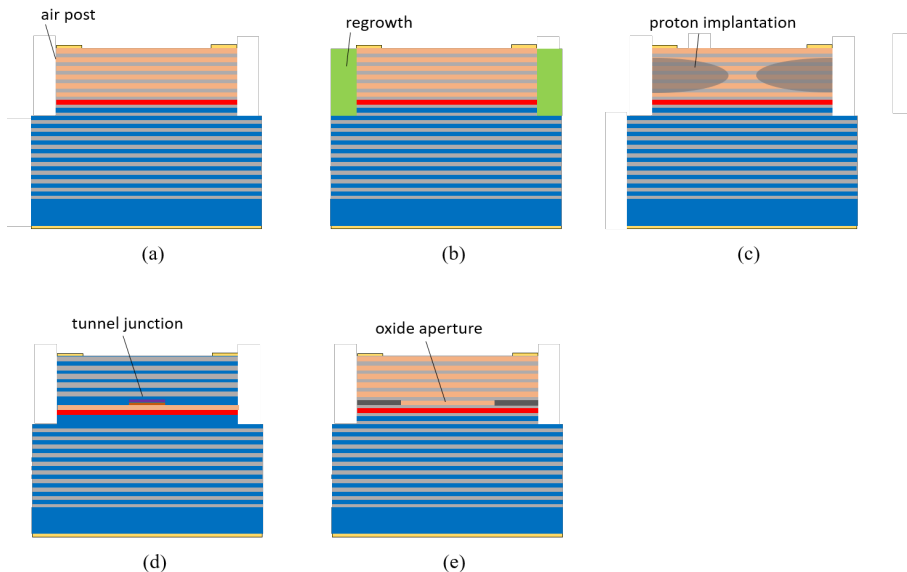 air post
regrowth
proton implantation
(a)
(b)
(c)
tunnel junction
oxide aperture
(d)
(e)